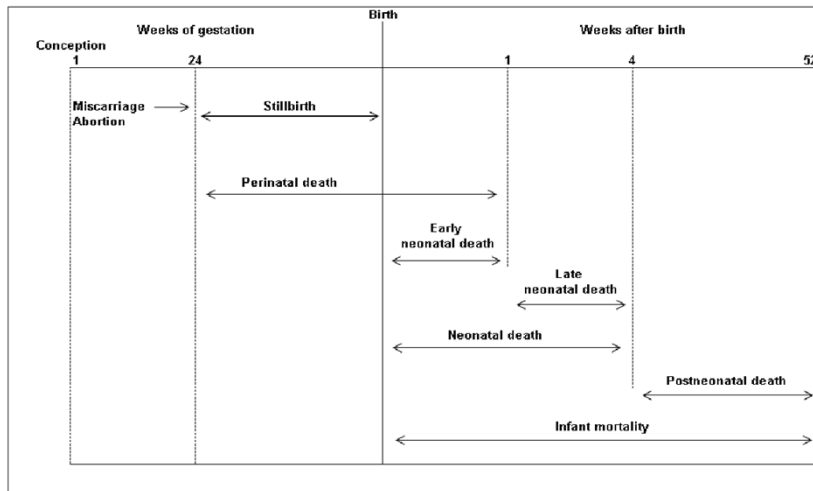 Birth
Weeks of gestation
Weeks after birth
Conception
1
24
1
4
52
Miscarriage
Abortion
Stillbirth
Perinatal death
Early
neonatal death
Late
neonatal death
Neonatal death
Postneonatal death
Infant mortality